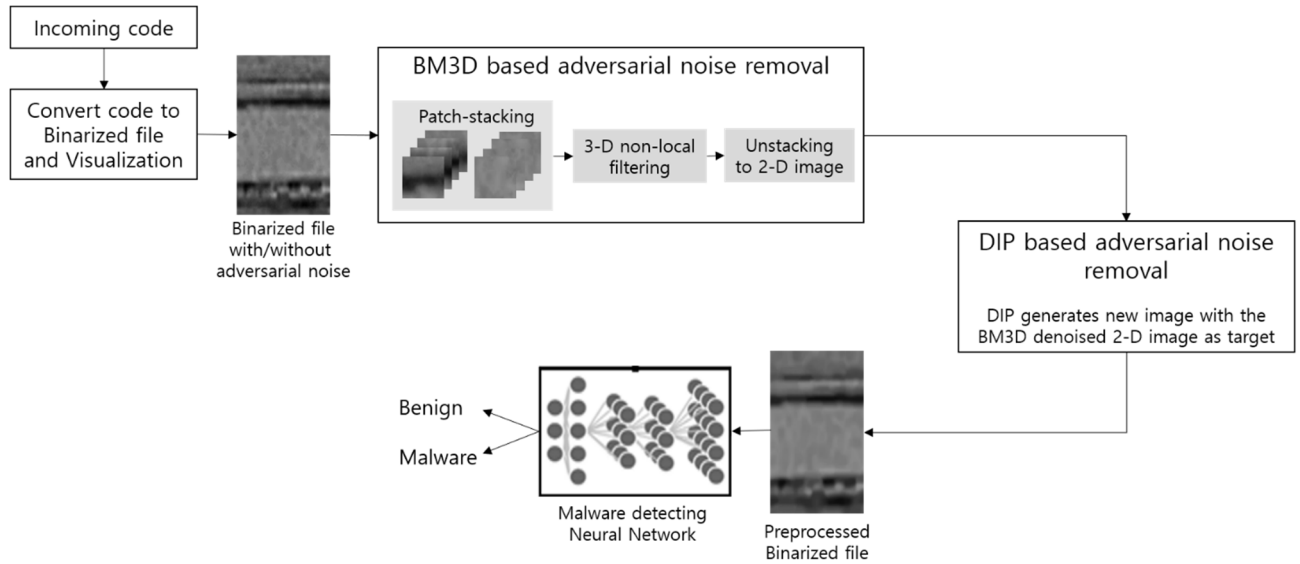 Incoming code
Convert code to
Binarized file
and Visualization
Binarized file
with/without
adversarial noise
BM3D based adversarial noise removal
Patch-stacking
3-D non-local
filtering
Unstacking
to 2-D image
DIP based adversarial noise
removal
DIP generates new image with the
BM3D denoised 2-D image as target
Preprocessed
Binarized file
Malware detecting
Neural Network
Benign
Malware